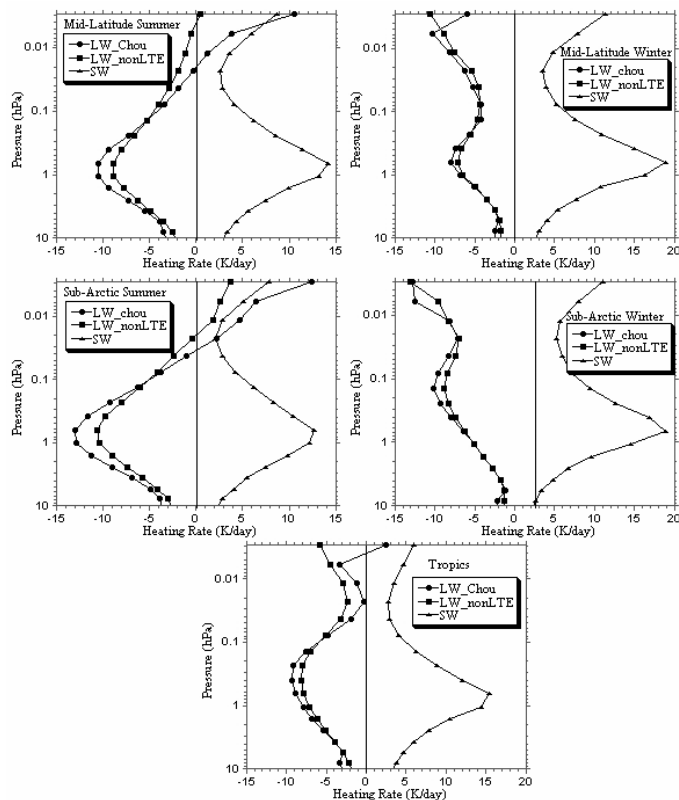 Mid-Latitude Summer
LW_Chou
LW_nonLTE
SW
0.01
0.1
1
10
Pressure (hPa)
-15 -10 -5 0 5 10 15
Heating Rate (K/day)
Mid-Latitude Winter
LW_chou
LW_nonLTE
SW
0.01
0.1
1
10
Pressure (hPa)
-15 -10 -5 0 5 10 15 20
Heating Rate (K/day)
Sub-Arctic Summer
LW_chou
LW_nonLTE
SW
0.01
0.1
1
10
Pressure (hPa)
-15 -10 -5 0 5 10 15
Heating Rate (K/day)
Sub-Arctic Winter
LW_chou
LW_nonLTE
SW
0.01
0.1
1
10
Pressure (hPa)
-15 -10 -5 0 5 10 15 20
Heating Rate (K/day)
Tropics
LW_Chou
LW_nonLTE
SW
0.01
0.1
1
10
Pressure (hPa)
-15 -10 -5 0 5 10 15 20
Heating Rate (K/day)